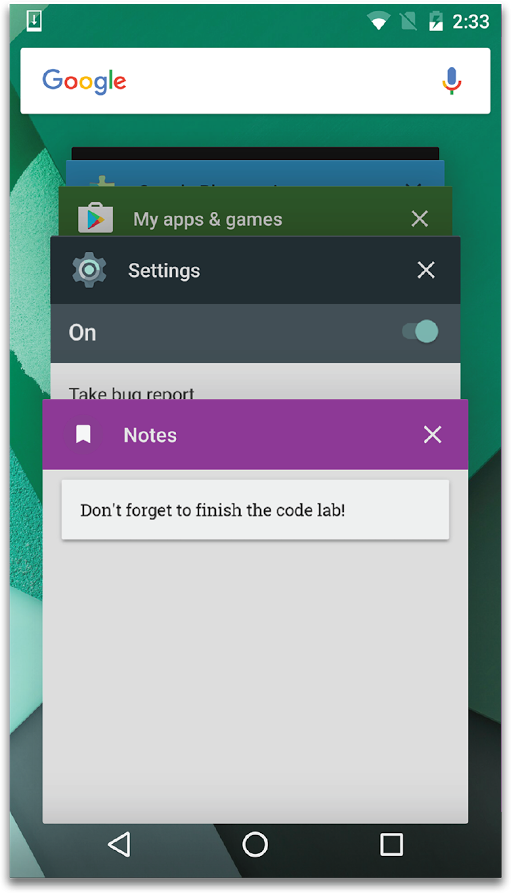 2:33
Google
My apps & games
Settings
On
Take bug report
Notes
Don't forget to finish the code lab!